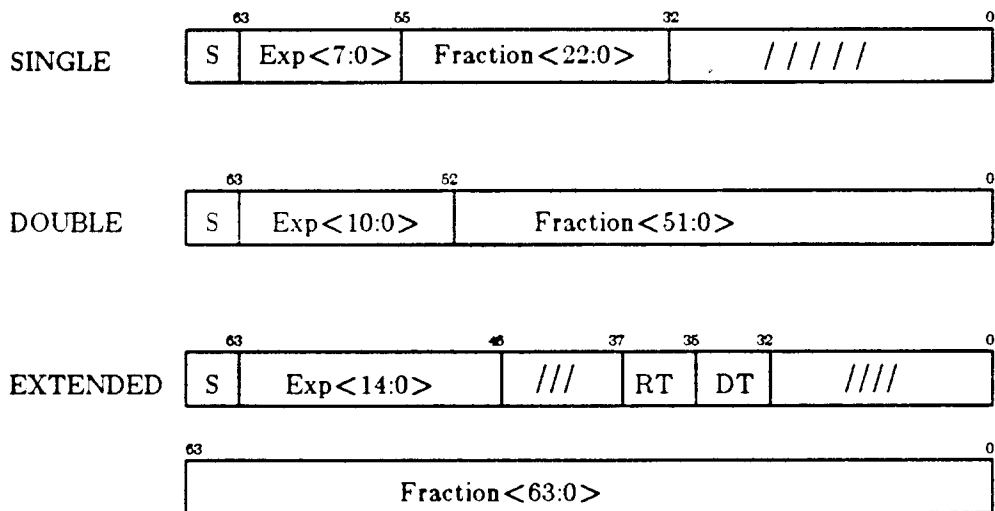 63 55 32 0
SINGLE S Exp<7:0> Fraction<22:0> / / / / /
63 52 0
DOUBLE S Exp<10:0> Fraction<51:0>
63 48 37 35 32 0
EXTENDED S Exp<14:0> /// RT DT ////
63 0
Fraction<63:0>